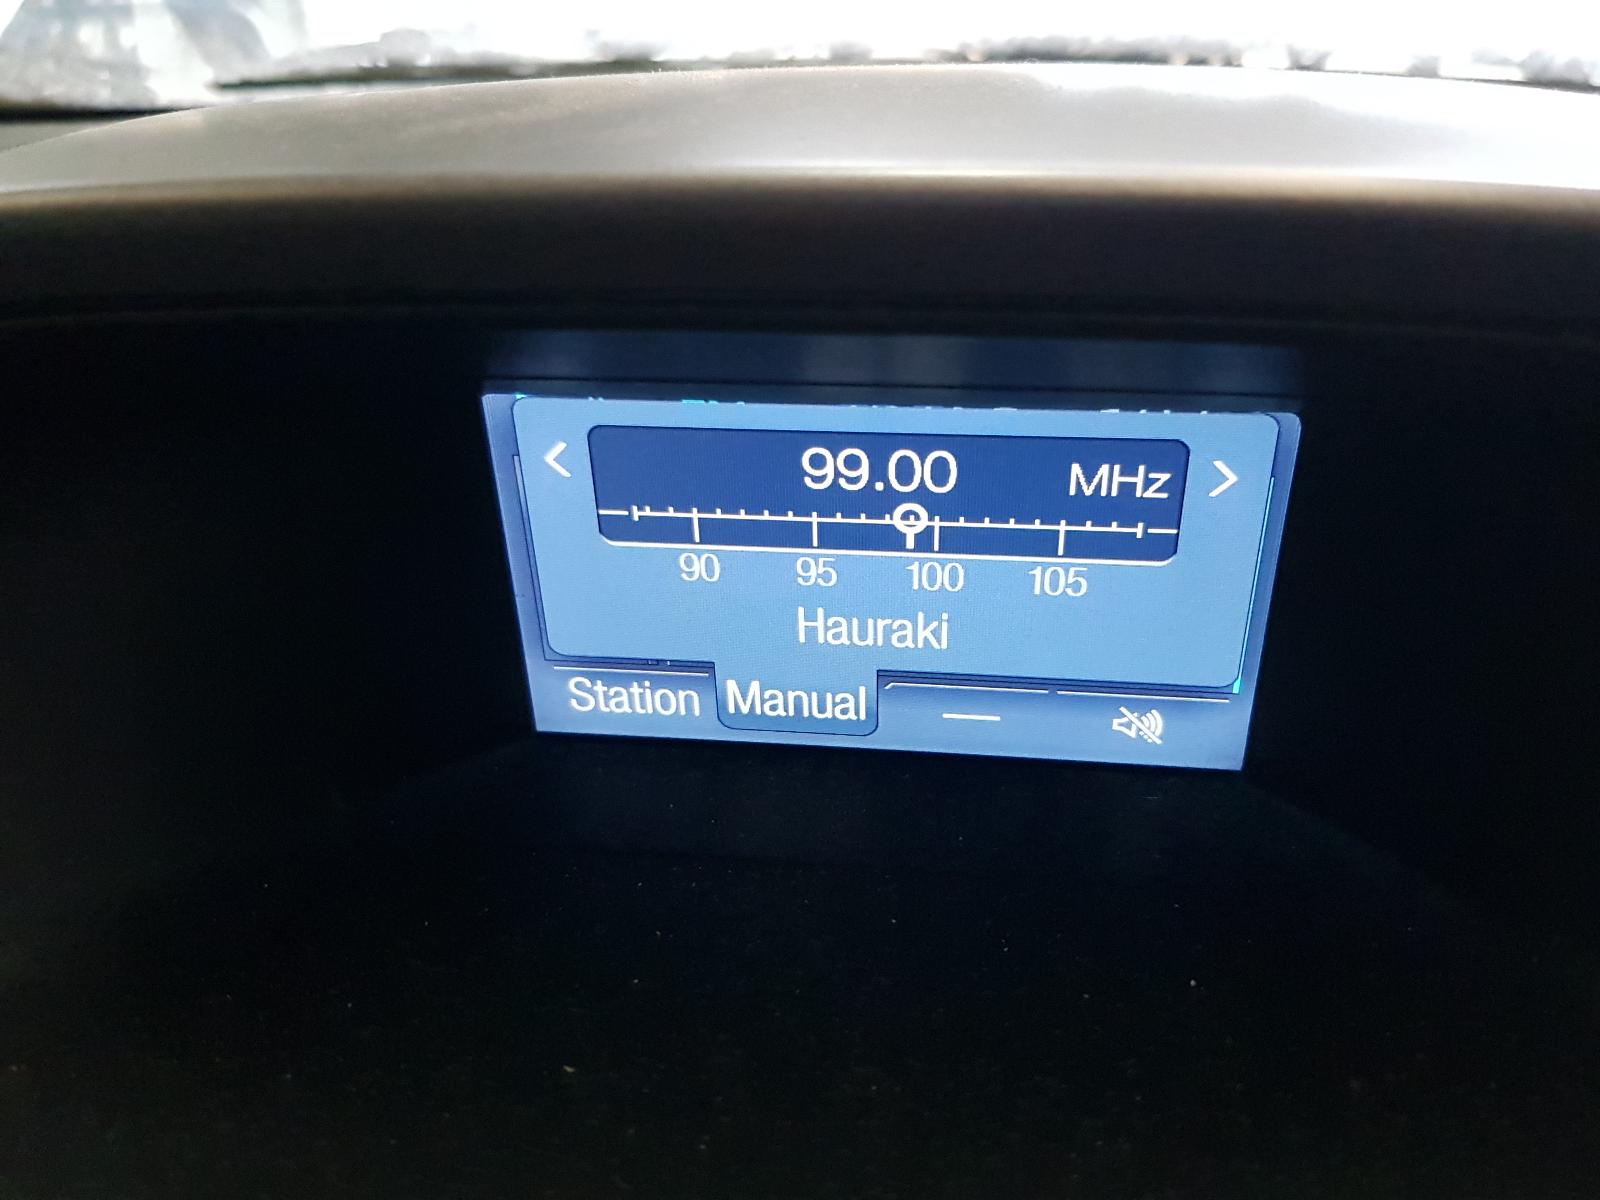 99.00 MHz
90 95 100 105
Hauraki
Station Manual